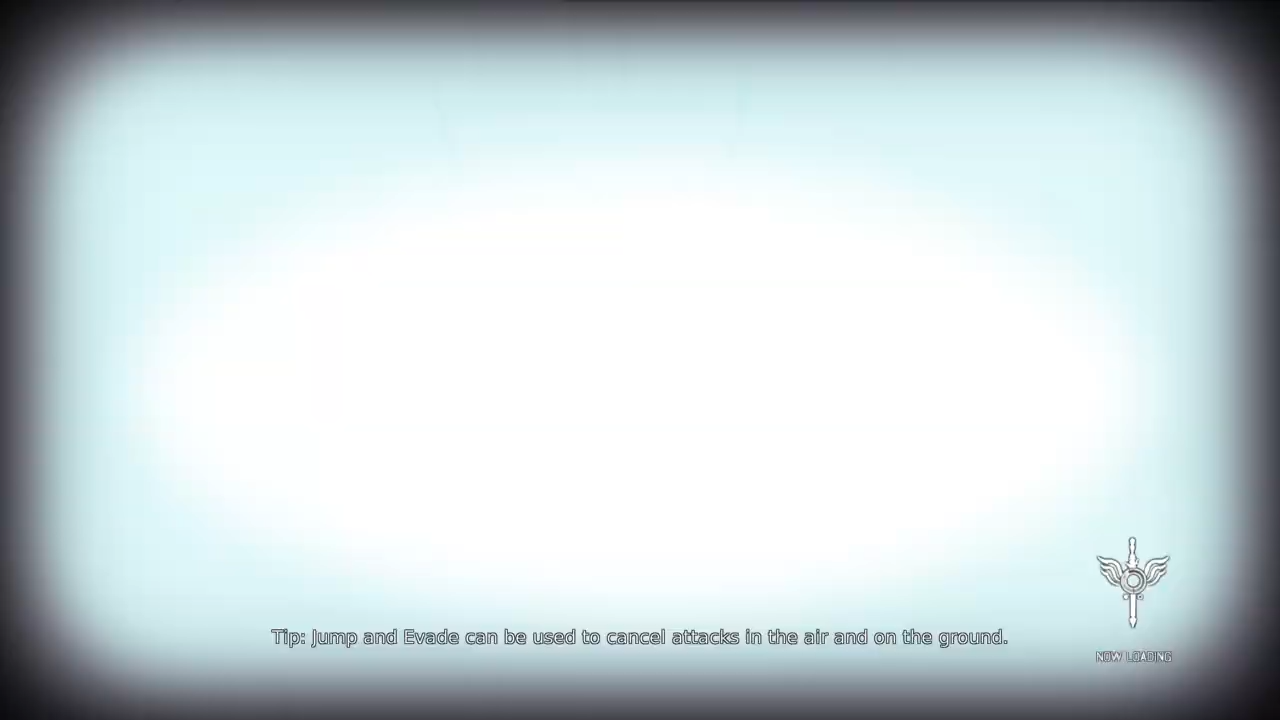 Tip: Jump and Evade can be used to cancel attacks in the air and on the ground.
NOW LOADING